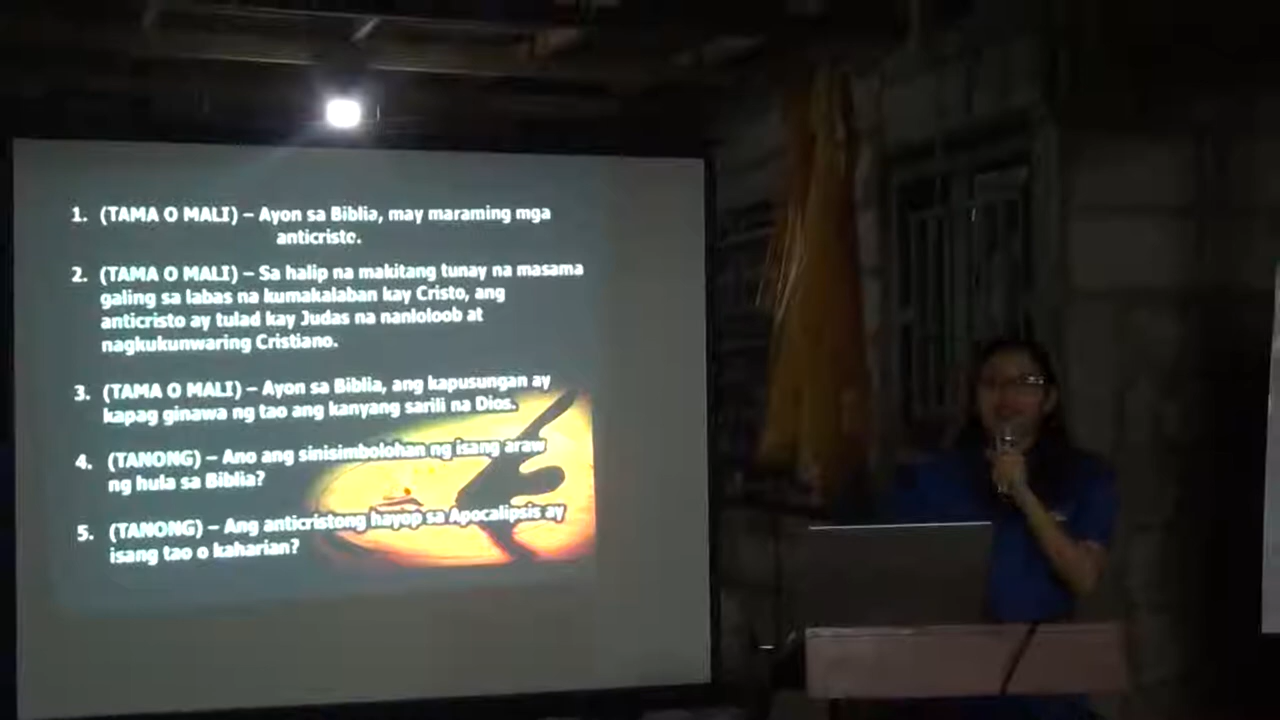 1. (TAMA O MALI) – Ayon sa Biblia, may maraming mga
anticristo.
2. (TAMA O MALI) – Sa halip na makitang tunay na masama
galing sa labas na kumakalaban kay Cristo, ang
anticristo ay tulad kay Judas na nanloloob at
nagkukunwaring Cristiano.
3. (TAMA O MALI) – Ayon sa Biblia, ang kapusungan ay
kapag ginawa ng tao ang kanyang sarili na Dios.
4. (TANONG) – Ano ang sinisimbolohan ng isang araw
ng hula sa Biblia?
5. (TANONG) – Ang anticristong hayop sa Apocalipsis ay
isang tao o kaharian?